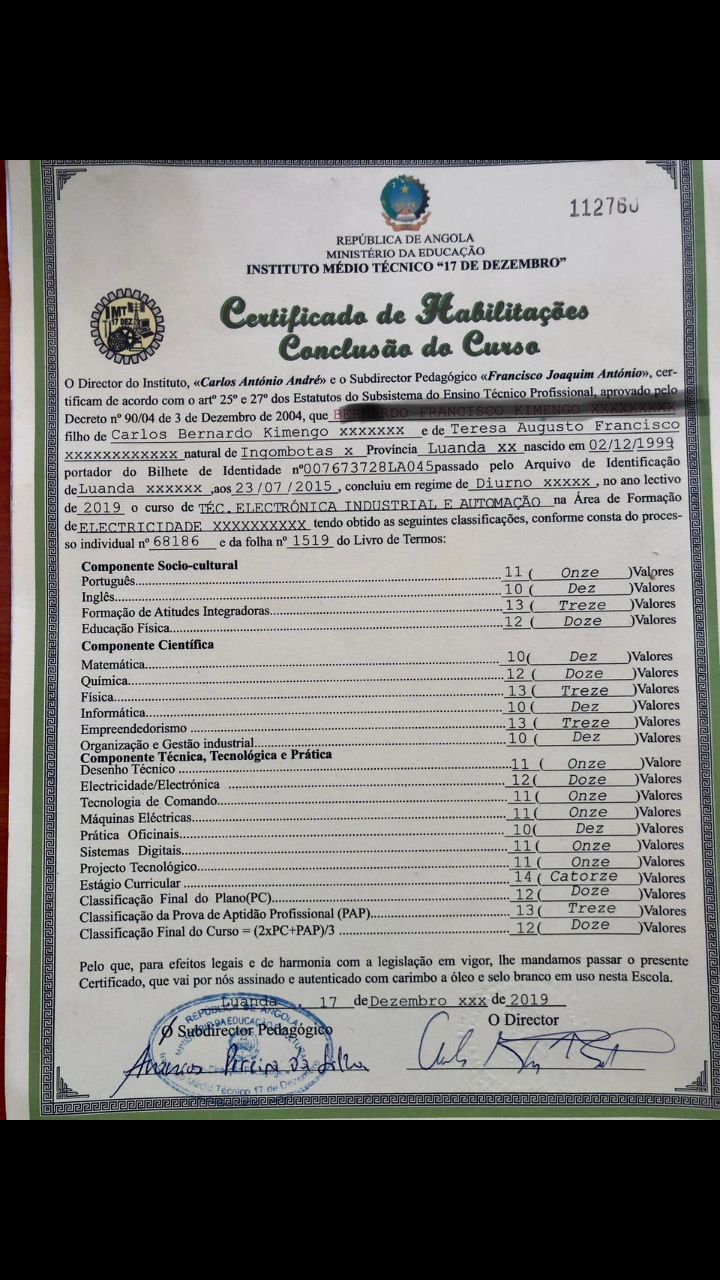 112760
REPÚBLICA DE ANGOLA
MINISTÉRIO DA EDUCAÇÃO
INSTITUTO MÉDIO TÉCNICO “17 DE DEZEMBRO”
IMT
17 DEZ
Certificado de Habilitações
Conclusão do Curso
O Director do Instituto, «Carlos António André» e o Subdirector Pedagógico «Francisco Joaquim António», cer-
tificam de acordo com o artº 25º e 27º dos Estatutos do Subsistema do Ensino Técnico Profissional, aprovado pelo
Decreto nº 90/04 de 3 de Dezembro de 2004, que BERNARDO FRANCISCO KIMENGO XXXXXXXXX
filho de Carlos Bernardo Kimengo xxxxxxx e de Teresa Augusto Francisco
xxxxxxxxxxxx natural de Ingombotas x Província Luanda xx nascido em 02/12/1999
portador do Bilhete de Identidade nº007673728LA045passado pelo Arquivo de Identificação
de Luanda xxxxxx ,aos 23/07/2015, concluiu em regime de Diurno xxxxx, no ano lectivo
de 2019 o curso de TÉC. ELECTRÓNICA INDUSTRIAL E AUTOMAÇÃO na Área de Formação
de ELECTRICIDADE XXXXXXXXXX tendo obtido as seguintes classificações, conforme consta do proces-
so individual nº 68186 e da folha nº 1519 do Livro de Termos:
Componente Socio-cultural
Português 11 ( Onze )Valores
Inglês 10 ( Dez )Valores
Formação de Atitudes Integradoras 13 ( Treze )Valores
Educação Física 12 ( Doze )Valores
Componente Científica
Matemática 10( Dez )Valores
Química 12 ( Doze )Valores
Física 13 ( Treze )Valores
Informática 10 ( Dez )Valores
Empreendedorismo 13 ( Treze )Valores
Organização e Gestão industrial 10 ( Dez )Valores
Componente Técnica, Tecnológica e Prática
Desenho Técnico 11 ( Onze )Valore
Electricidade/Electrónica 12( Doze )Valores
Tecnologia de Comando 11( Onze )Valores
Máquinas Eléctricas 11( Onze )Valores
Prática Oficinais 10( Dez )Valores
Sistemas Digitais 11( Onze )Valores
Projecto Tecnológico 11 ( Onze )Valores
Estágio Curricular 14( Catorze )Valores
Classificação Final do Plano(PC) 12( Doze )Valores
Classificação da Prova de Aptidão Profissional (PAP) 13( Treze )Valores
Classificação Final do Curso = (2xPC+PAP)/3 12( Doze )Valores
Pelo que, para efeitos legais e de harmonia com a legislação em vigor, lhe mandamos passar o presente
Certificado, que vai por nós assinado e autenticado com carimbo a óleo e selo branco em uso nesta Escola.
Luanda, 17 de Dezembro xxx de 2019
O Subdirector Pedagógico
O Director
REPÚBLICA DE ANGOLA
Médio Técnico 17 de Dezembro